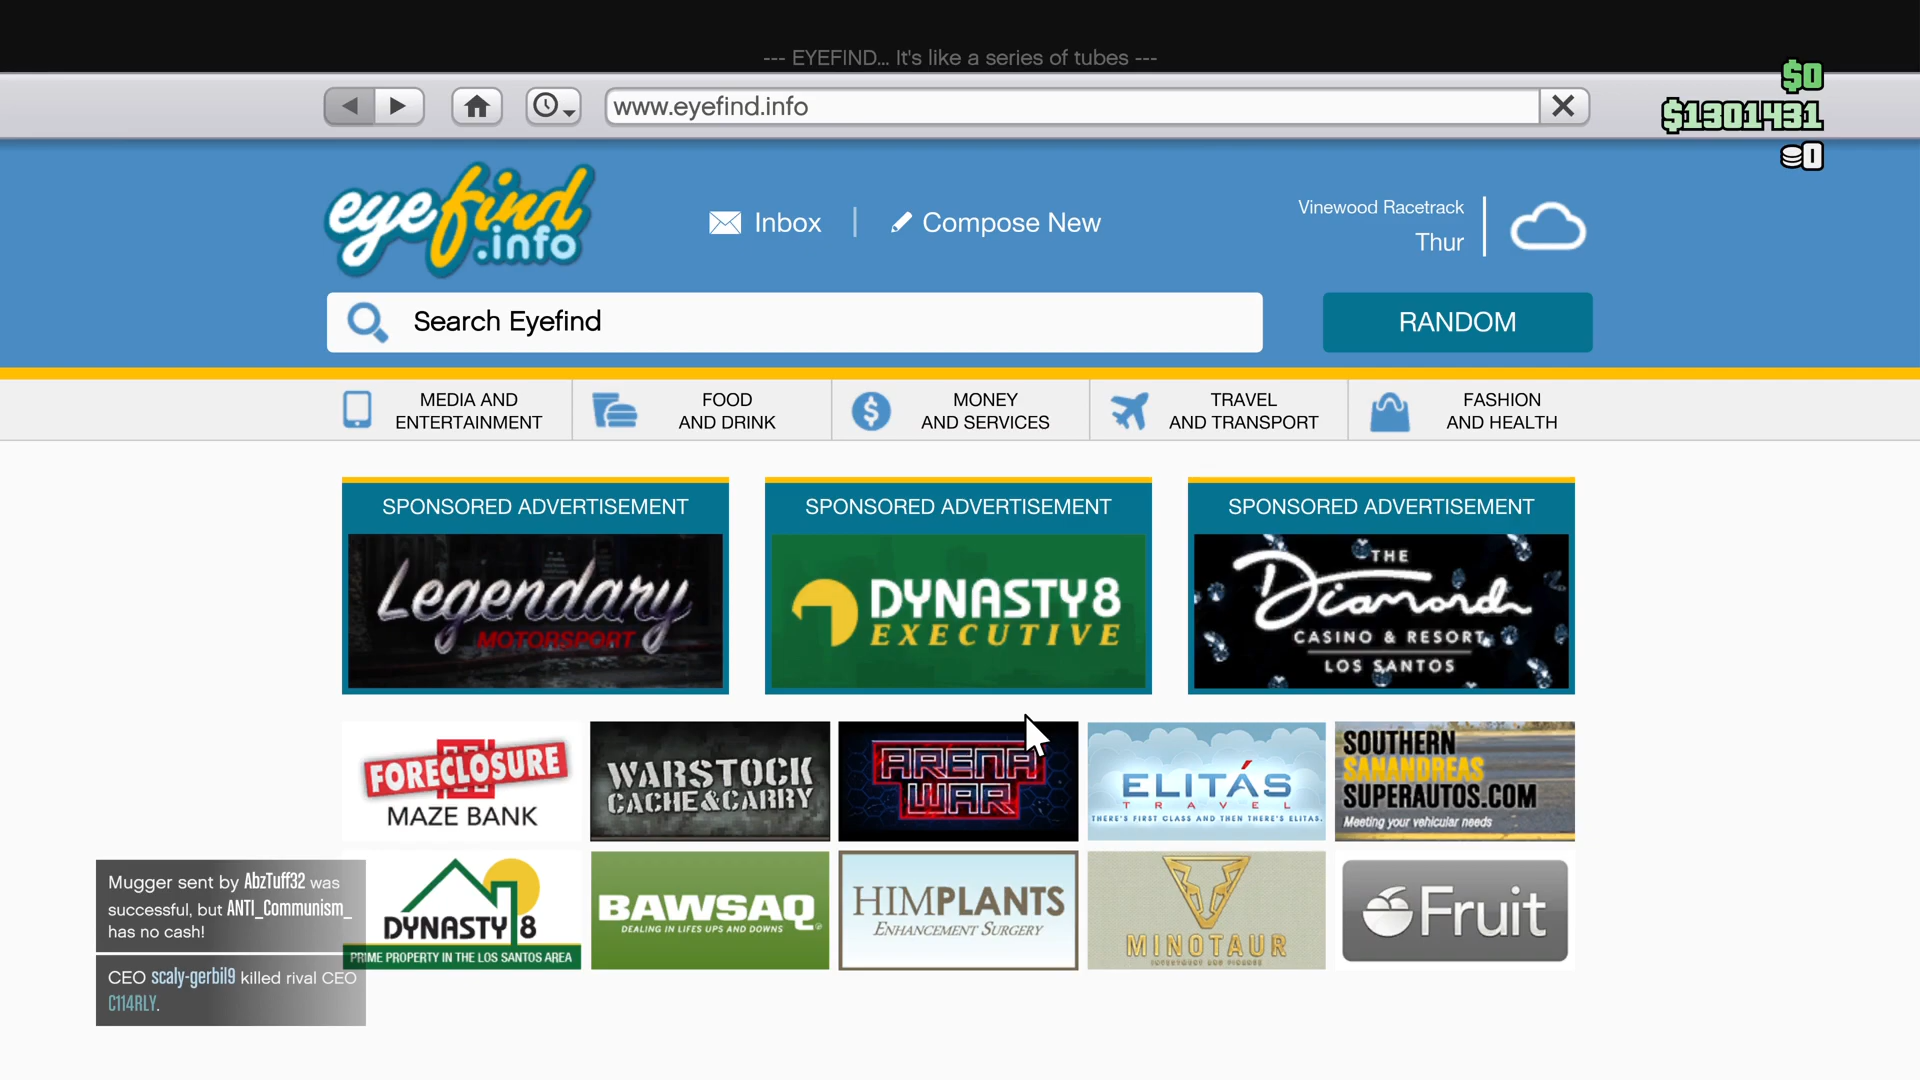 --- EYEFIND... It's like a series of tubes ---
$0
www.eyefind.info
$1301431
0
eyefind
.info
Inbox
Compose New
Vinewood Racetrack
Thur
Search Eyefind
RANDOM
MEDIA AND
ENTERTAINMENT
FOOD
AND DRINK
MONEY
AND SERVICES
TRAVEL
AND TRANSPORT
FASHION
AND HEALTH
SPONSORED ADVERTISEMENT
Legendary
MOTORSPORT
SPONSORED ADVERTISEMENT
DYNASTY8
EXECUTIVE
SPONSORED ADVERTISEMENT
THE
Diamond
CASINO & RESORT
LOS SANTOS
FORECLOSURE
MAZE BANK
WARSTOCK
CACHE&CARRY
ARENA
WAR
ELITÁS
TRAVEL
THERE'S FIRST CLASS AND THEN THERE'S ELITAS.
SOUTHERN
SANANDREAS
SUPERAUTOS.COM
Meeting your vehicular needs
DYNASTY 8
PRIME PROPERTY IN THE LOS SANTOS AREA
BAWSAQ
DEALING IN LIFES UPS AND DOWNS
HIMPLANTS
ENHANCEMENT SURGERY
MINOTAUR
INVESTMENT AND FINANCE
Fruit
Mugger sent by AbzTuff32 was
successful, but ANTI_Communism_
has no cash!
CEO scaly-gerbil9 killed rival CEO
C114RLY.